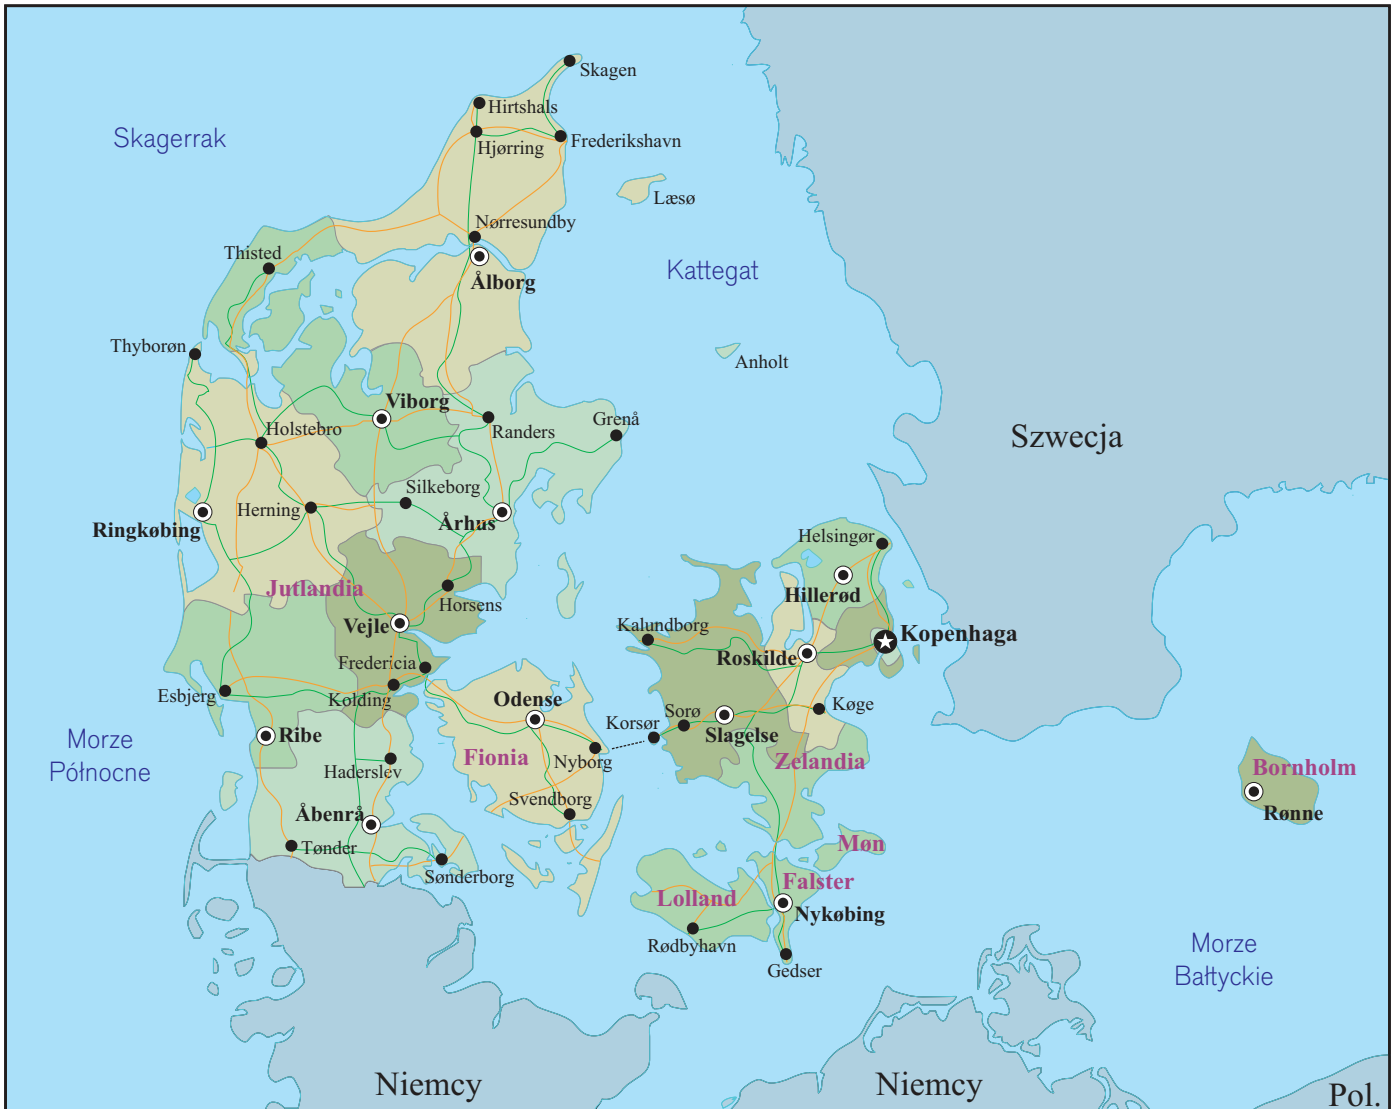 Skagen
Hirtshals
Skagerrak
Hjørring
Frederikshavn
Læsø
Nørresundby
Thisted
Kattegat
Ålborg
Thyborøn
Anholt
Viborg
Grenå
Holstebro
Randers
Szwecja
Silkeborg
Herning
Århus
Ringkøbing
Helsingør
Jutlandia
Hillerød
Horsens
Vejle
Kalundborg
Kopenhaga
Roskilde
Fredericia
Esbjerg
Kolding
Odense
Køge
Sorø
Korsør
Slagelse
Ribe
Morze
Północne
Fionia
Nyborg
Zelandia
Haderslev
Bornholm
Svendborg
Åbenrå
Rønne
Møn
Tønder
Sønderborg
Falster
Lolland
Nykøbing
Rødbyhavn
Morze
Bałtyckie
Gedser
Niemcy
Niemcy
Pol.